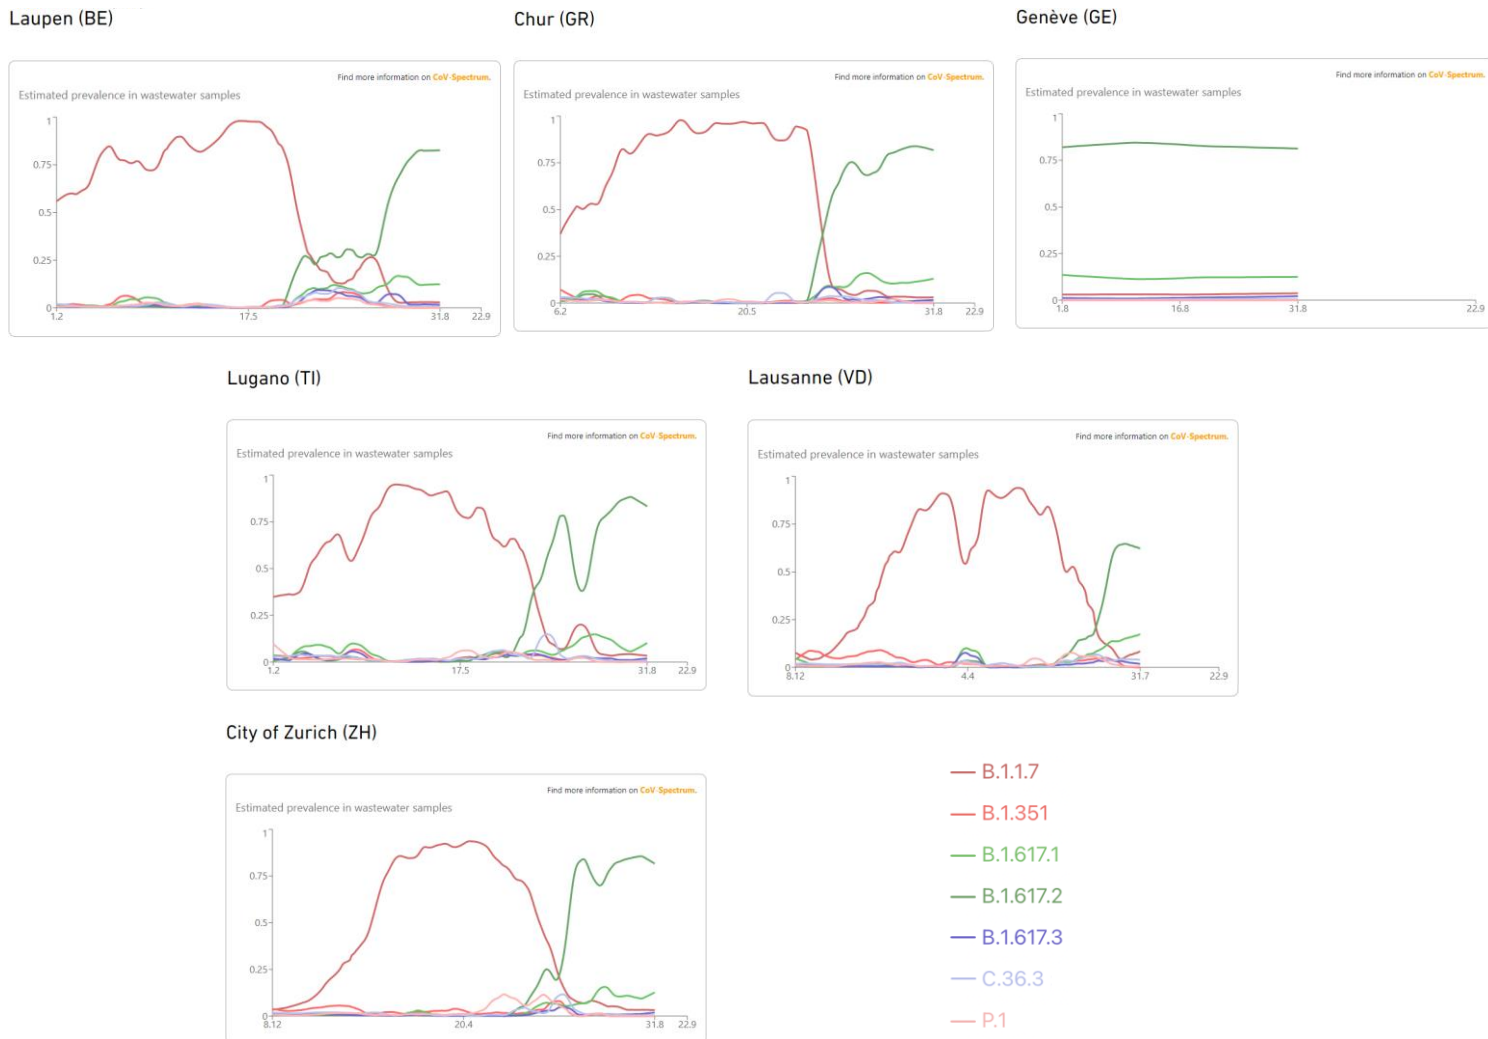 Laupen (BE)
Chur (GR)
Genève (GE)
Find more information on CoV-Spectrum.
Estimated prevalence in wastewater samples
1
0.75
0.5
0.25
0
1.2
17.5
31.8
22.9
Find more information on CoV-Spectrum.
Estimated prevalence in wastewater samples
1
0.75
0.5
0.25
0
6.2
20.5
31.8
22.9
Find more information on CoV-Spectrum.
Estimated prevalence in wastewater samples
1
0.75
0.5
0.25
0
1.8
16.8
31.8
22.9
Lugano (TI)
Lausanne (VD)
Find more information on CoV-Spectrum.
Estimated prevalence in wastewater samples
1
0.75
0.5
0.25
0
1.2
17.5
31.8
22.9
Find more information on CoV-Spectrum.
Estimated prevalence in wastewater samples
1
0.75
0.5
0.25
0
8.12
4.4
31.7
22.9
City of Zurich (ZH)
Find more information on CoV-Spectrum.
Estimated prevalence in wastewater samples
1
0.75
0.5
0.25
0
8.12
20.4
31.8
22.9
B.1.1.7
B.1.351
B.1.617.1
B.1.617.2
B.1.617.3
C.36.3
P.1